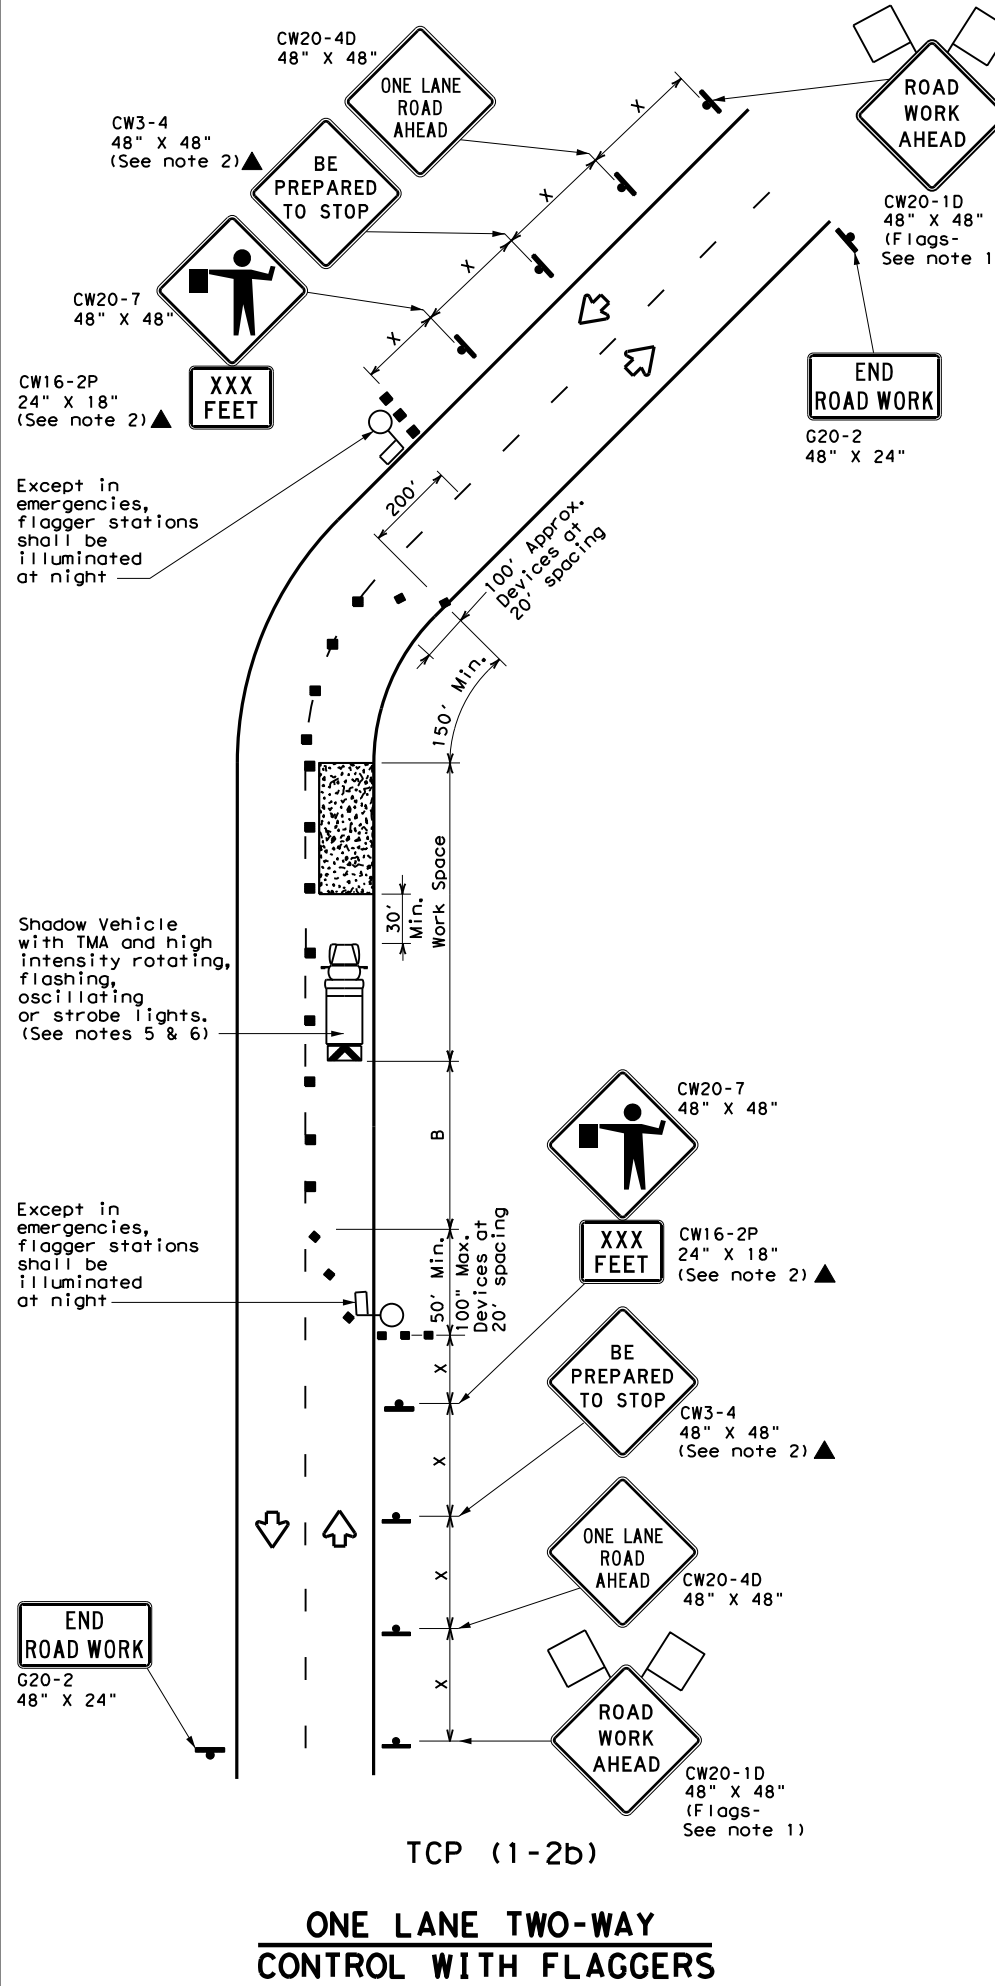 CW20-4D
48" X 48"
ONE LANE
ROAD
AHEAD
ROAD
WORK
AHEAD
CW20-1D
48" X 48"
(Flags-
See note 1
CW3-4
48" X 48"
(See note 2)
BE
PREPARED
TO STOP
X
X
X
X
CW20-7
48" X 48"
CW16-2P
24" X 18"
(See note 2)
XXX
FEET
END
ROAD WORK
G20-2
48" X 24"
Except in
emergencies,
flagger stations
shall be
illuminated
at night
200'
100' Approx.
Devices at
20' spacing
150' Min.
Work Space
30'
Min.
Shadow Vehicle
with TMA and high
intensity rotating,
flashing,
oscillating
or strobe lights.
(See notes 5 & 6)
B
CW20-7
48" X 48"
XXX
FEET
CW16-2P
24" X 18"
(See note 2)
Except in
emergencies,
flagger stations
shall be
illuminated
at night
50' Min.
100" Max.
Devices at
20' spacing
X
X
X
X
BE
PREPARED
TO STOP
CW3-4
48" X 48"
(See note 2)
ONE LANE
ROAD
AHEAD
CW20-4D
48" X 48"
END
ROAD WORK
G20-2
48" X 24"
ROAD
WORK
AHEAD
CW20-1D
48" X 48"
(Flags-
See note 1)
TCP (1-2b)
ONE LANE TWO-WAY
CONTROL WITH FLAGGERS